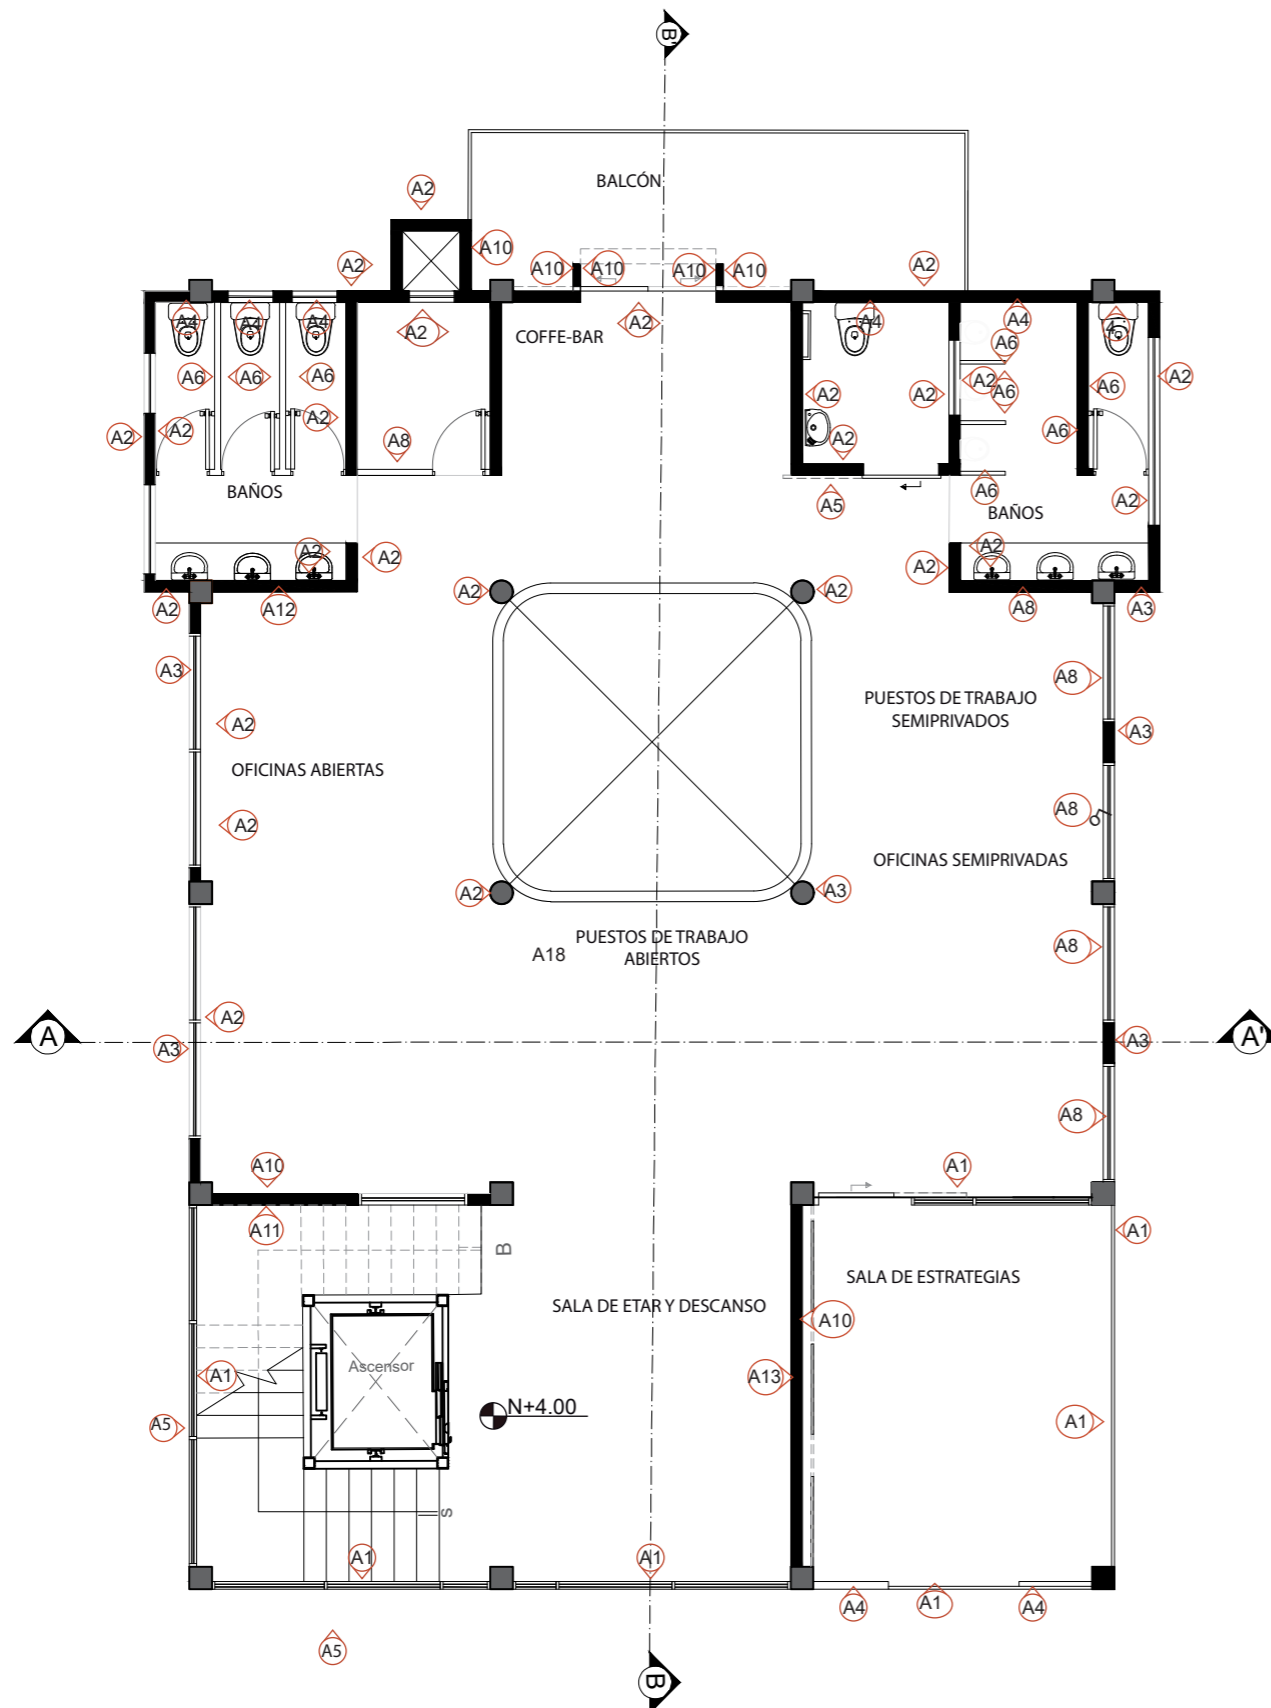 B'
BALCÓN
A2
A10
A2
A10
A10
A10
A10
A2
A2
A2
COFFE-BAR
A4
A4
A4
A4
A4
4
A6
A6
A6
A6
A6
A6
A6
A6
A2
A2
A2
A2
A2
A2
A2
A2
A8
A2
BAÑOS
A5
BAÑOS
A2
A2
A2
A2
A2
A2
A12
A2
A2
A8
A3
A3
A2
A8
PUESTOS DE TRABAJO
SEMIPRIVADOS
A3
OFICINAS ABIERTAS
A2
A8
OFICINAS SEMIPRIVADAS
A2
A3
A18
PUESTOS DE TRABAJO
ABIERTOS
A8
A2
A
A3
A3
A'
A8
A10
A1
A11
B
A1
SALA DE ESTRATEGIAS
SALA DE ETAR Y DESCANSO
A10
Ascensor
A1
A13
N+4.00
A5
A1
s
A1
A1
A4
A1
A4
A5
B